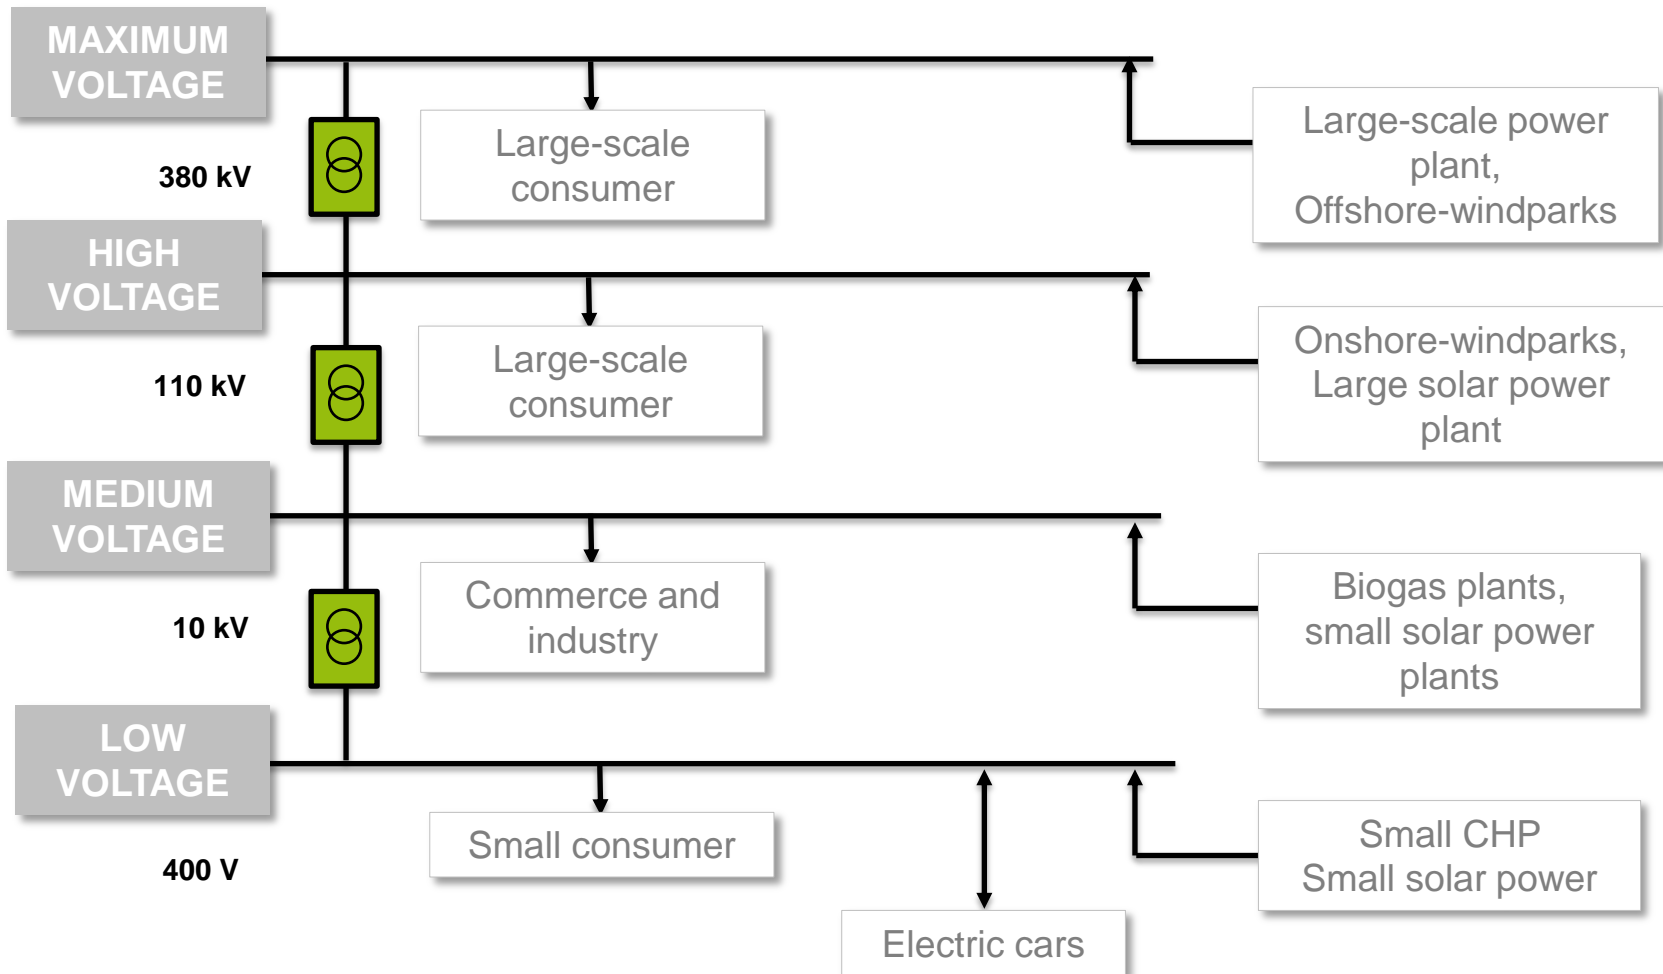 MAXIMUM
VOLTAGE
380 kV
Large-scale
consumer
Large-scale power
plant,
Offshore-windparks
HIGH
VOLTAGE
110 kV
Large-scale
consumer
Onshore-windparks,
Large solar power
plant
MEDIUM
VOLTAGE
10 kV
Commerce and
industry
Biogas plants,
small solar power
plants
LOW
VOLTAGE
400 V
Small consumer
Electric cars
Small CHP
Small solar power